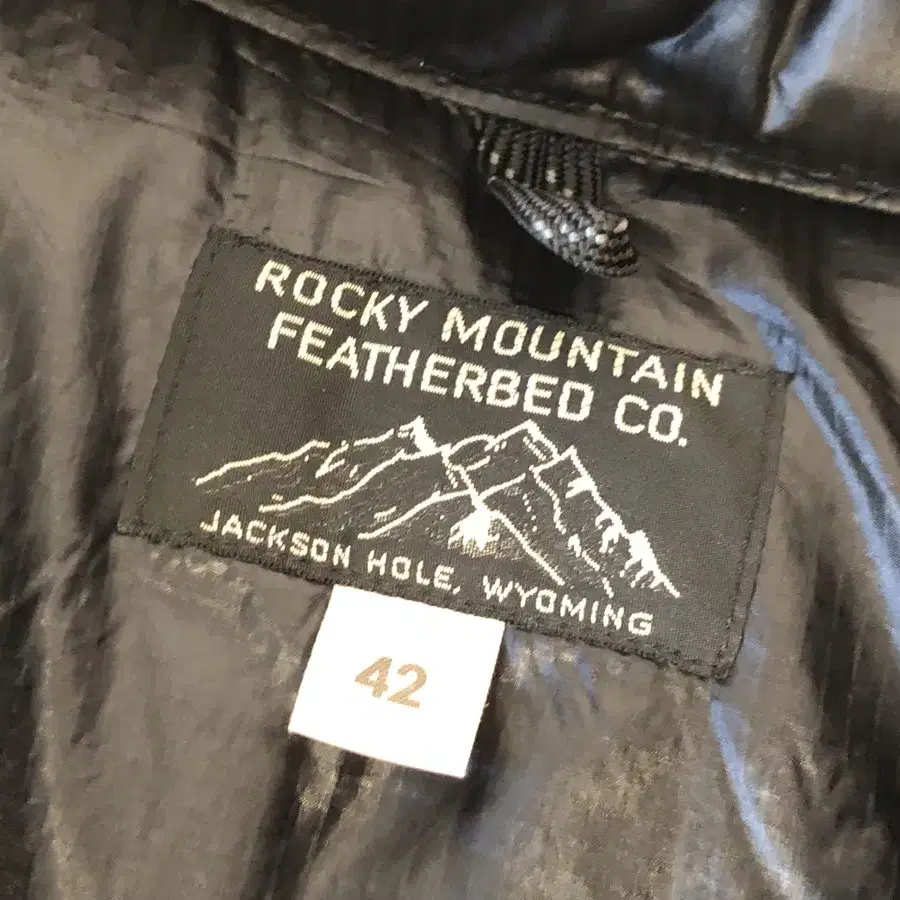 ROCKY MOUNTAIN
FEATHERBED CO.
JACKSON HOLE, WYOMING
42